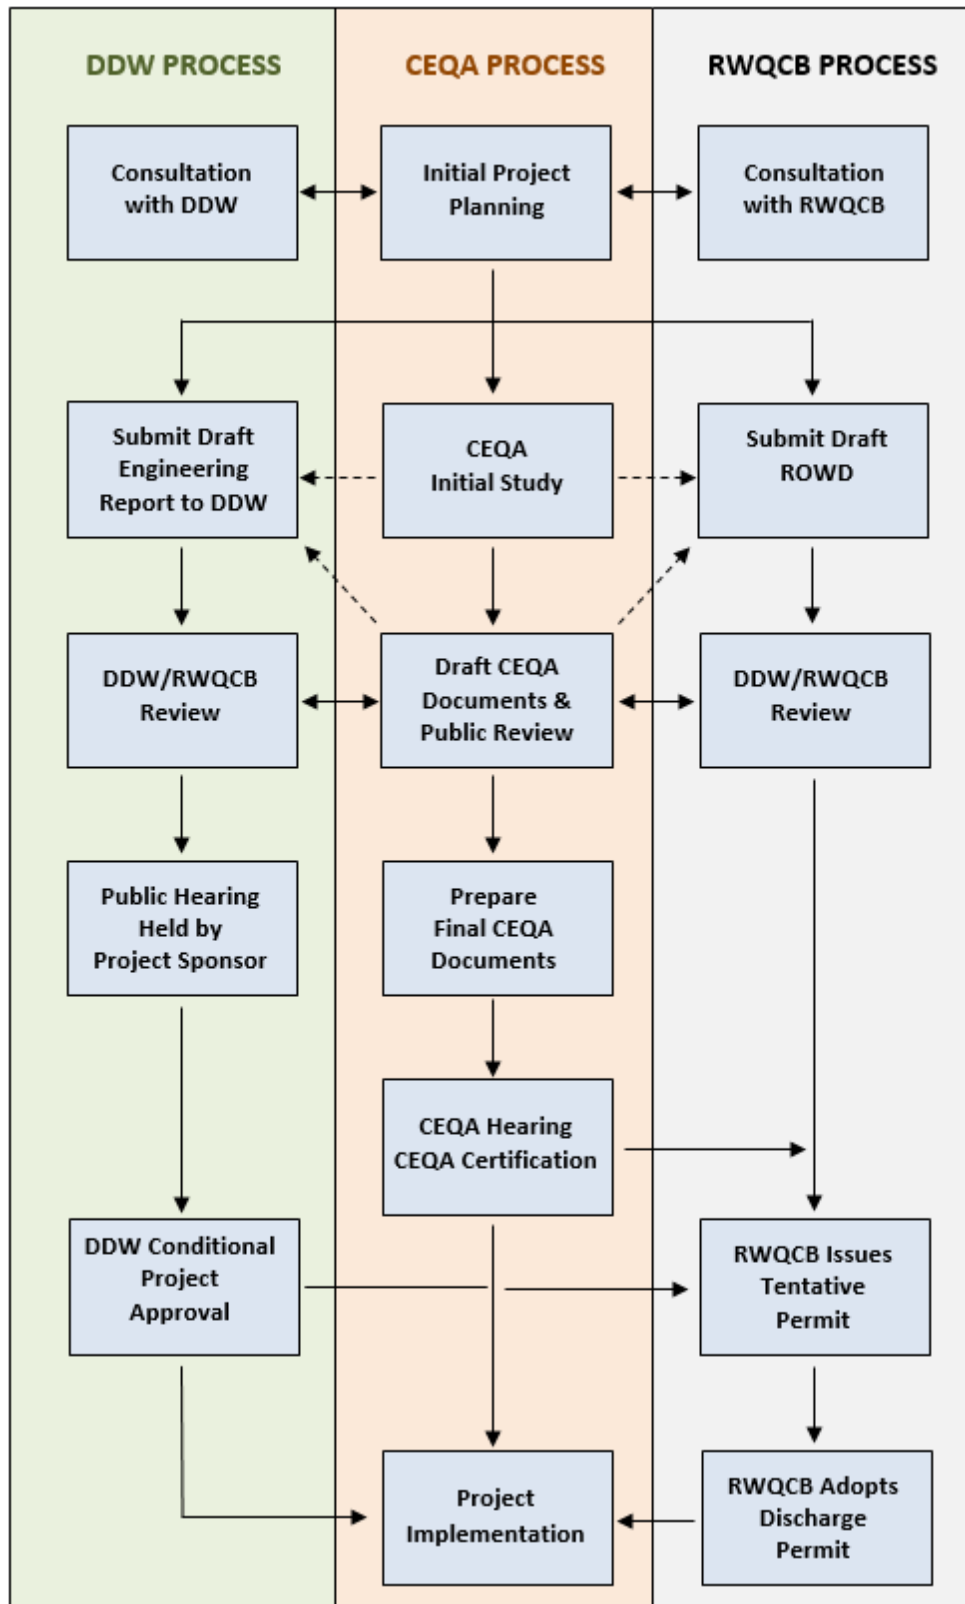 DDW PROCESS
CEQA PROCESS
RWQCB PROCESS
Consultation
with DDW
Initial Project
Planning
Consultation
with RWQCB
Submit Draft
Engineering
Report to DDW
CEQA
Initial Study
Submit Draft
ROWD
DDW/RWQCB
Review
Draft CEQA
Documents &
Public Review
DDW/RWQCB
Review
Public Hearing
Held by
Project Sponsor
Prepare
Final CEQA
Documents
CEQA Hearing
CEQA Certification
DDW Conditional
Project
Approval
RWQCB Issues
Tentative
Permit
Project
Implementation
RWQCB Adopts
Discharge
Permit